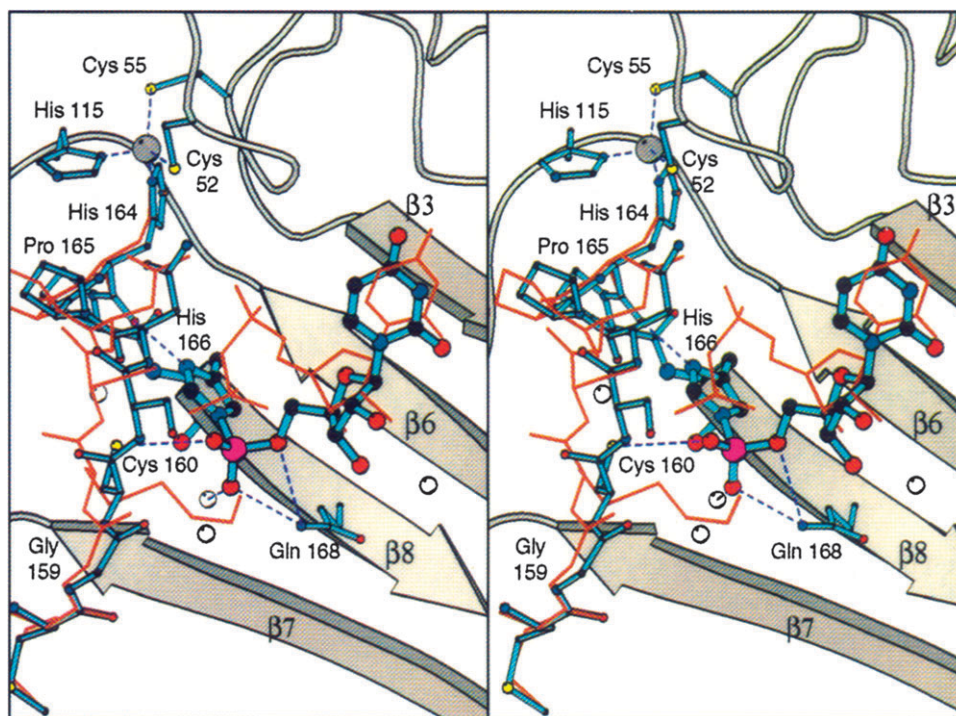 Cys 55
His 115
Cys
52
His 164
β3
Pro 165
His
166
β6
Cys 160
Gln 168
β8
Gly
159
β7
Cys 55
His 115
Cys
52
His 164
β3
Pro 165
His
166
β6
Cys 160
Gln 168
β8
Gly
159
β7